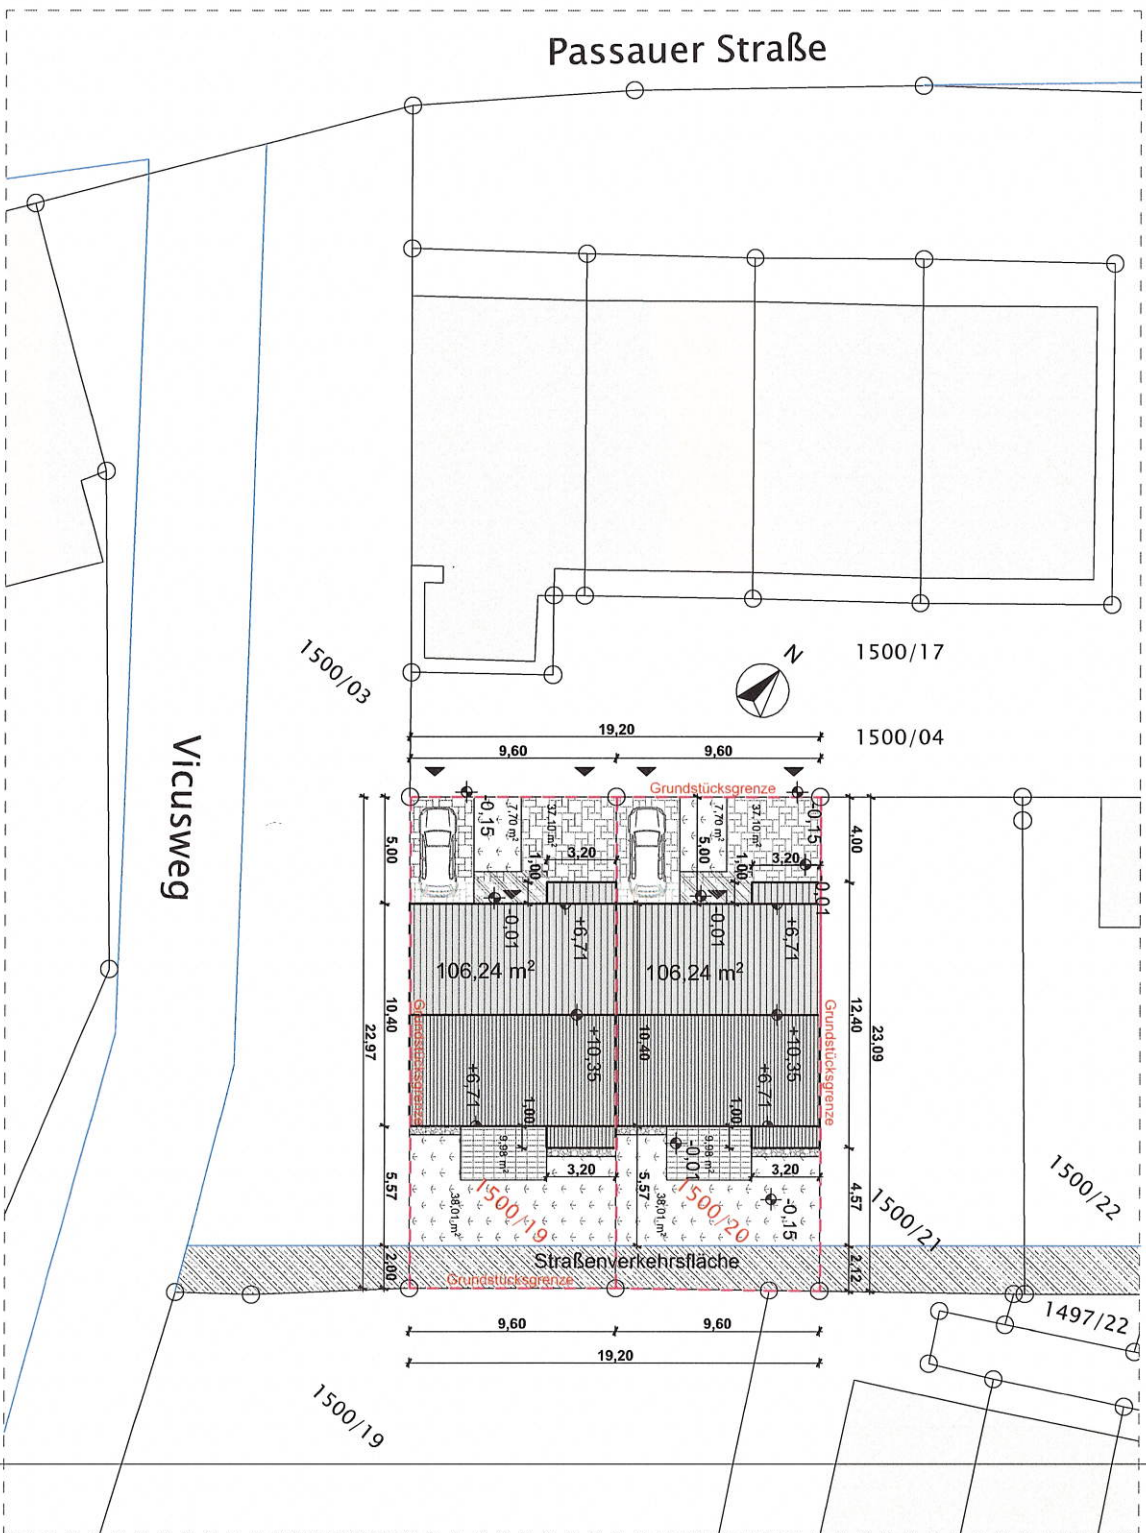 Passauer Straße
1500/03
1500/17
N
1500/04
Vicusweg
19,20
9,60
9,60
Grundstücksgrenze
-0,15
7,70 m²
37,10 m²
7,70 m²
37,10 m²
-0,15
5,00
1,00
3,20
5,00
1,00
3,20
4,00
-0,01
+6,71
-0,01
+6,71
-0,01
106,24 m²
106,24 m²
Grundstücksgrenze
Grundstücksgrenze
22,97
10,40
+10,35
10,40
+10,35
12,40
23,09
+6,71
1,00
+6,71
1,00
9,98 m²
3,20
-0,01
9,98 m²
3,20
5,57
38,01 m²
1500/19
5,57
38,01 m²
1500/20
-0,15
4,57
1500/21
1500/22
2,00
Straßenverkehrsfläche
2,12
Grundstücksgrenze
9,60
9,60
19,20
1497/22
1500/19